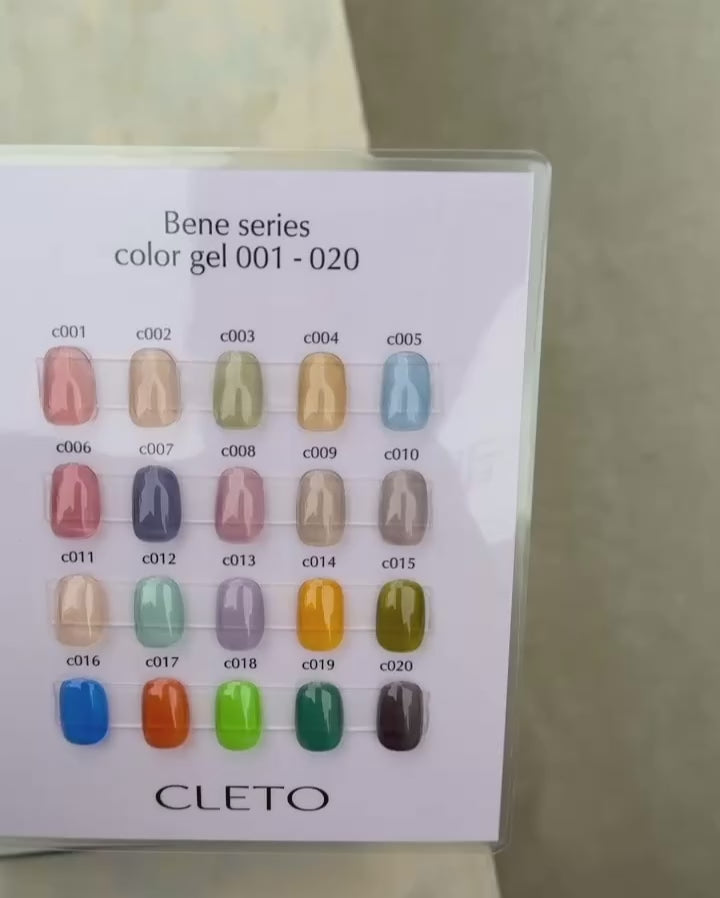 Bene series
color gel 001 - 020
c001 c002 c003 c004 c005
c006 c007 c008 c009 c010
c011 c012 c013 c014 c015
c016 c017 c018 c019 c020
CLETO